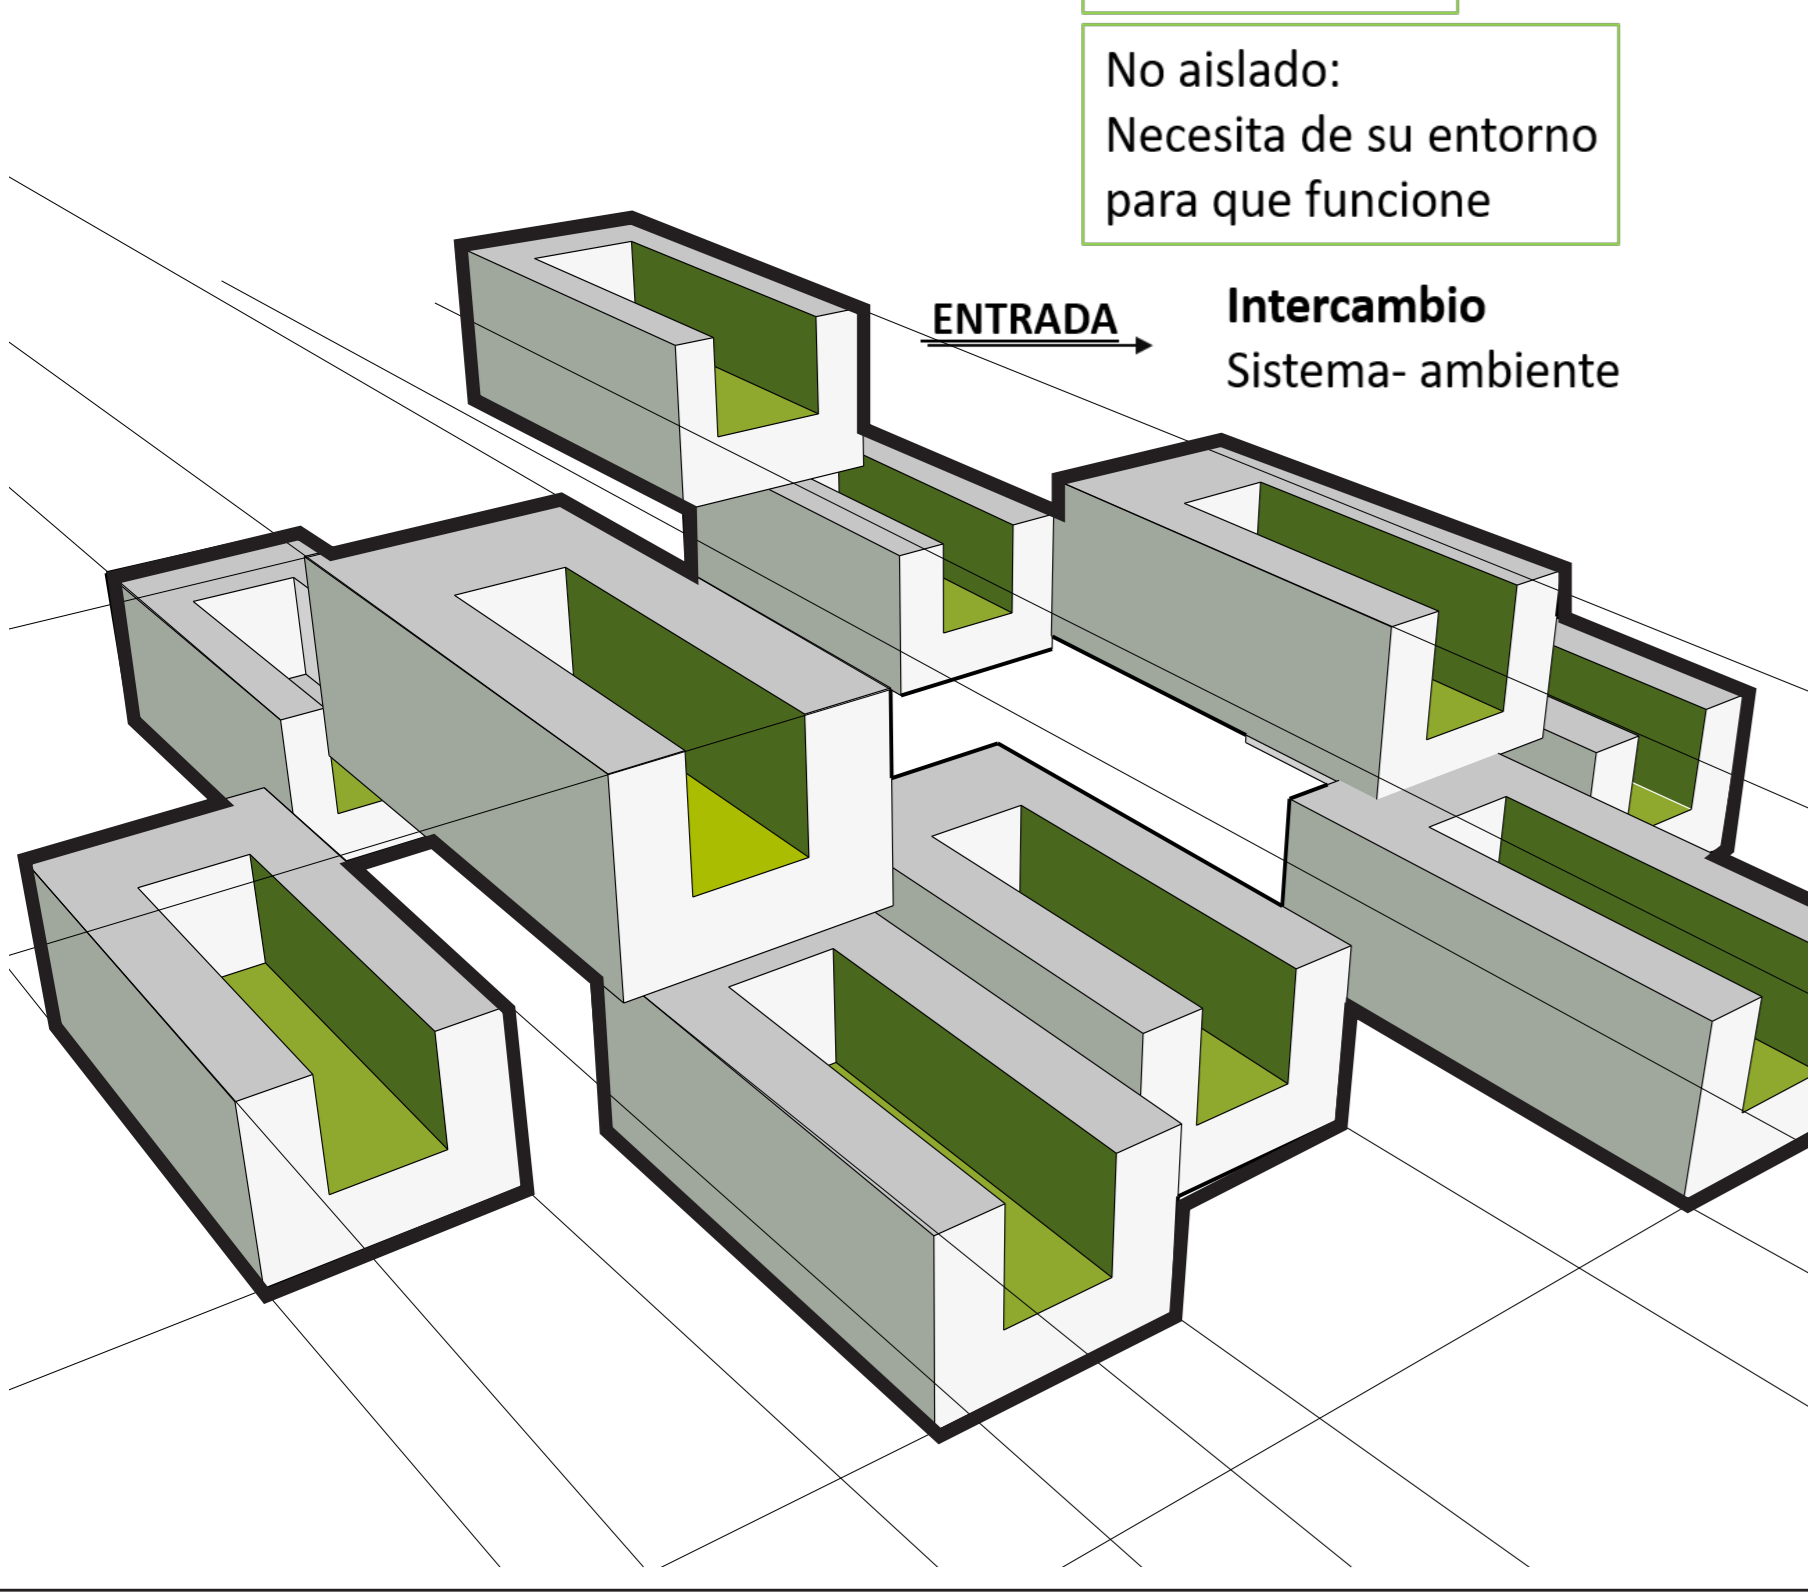 No aislado:
Necesita de su entorno
para que funcione
ENTRADA
Intercambio
Sistema- ambiente